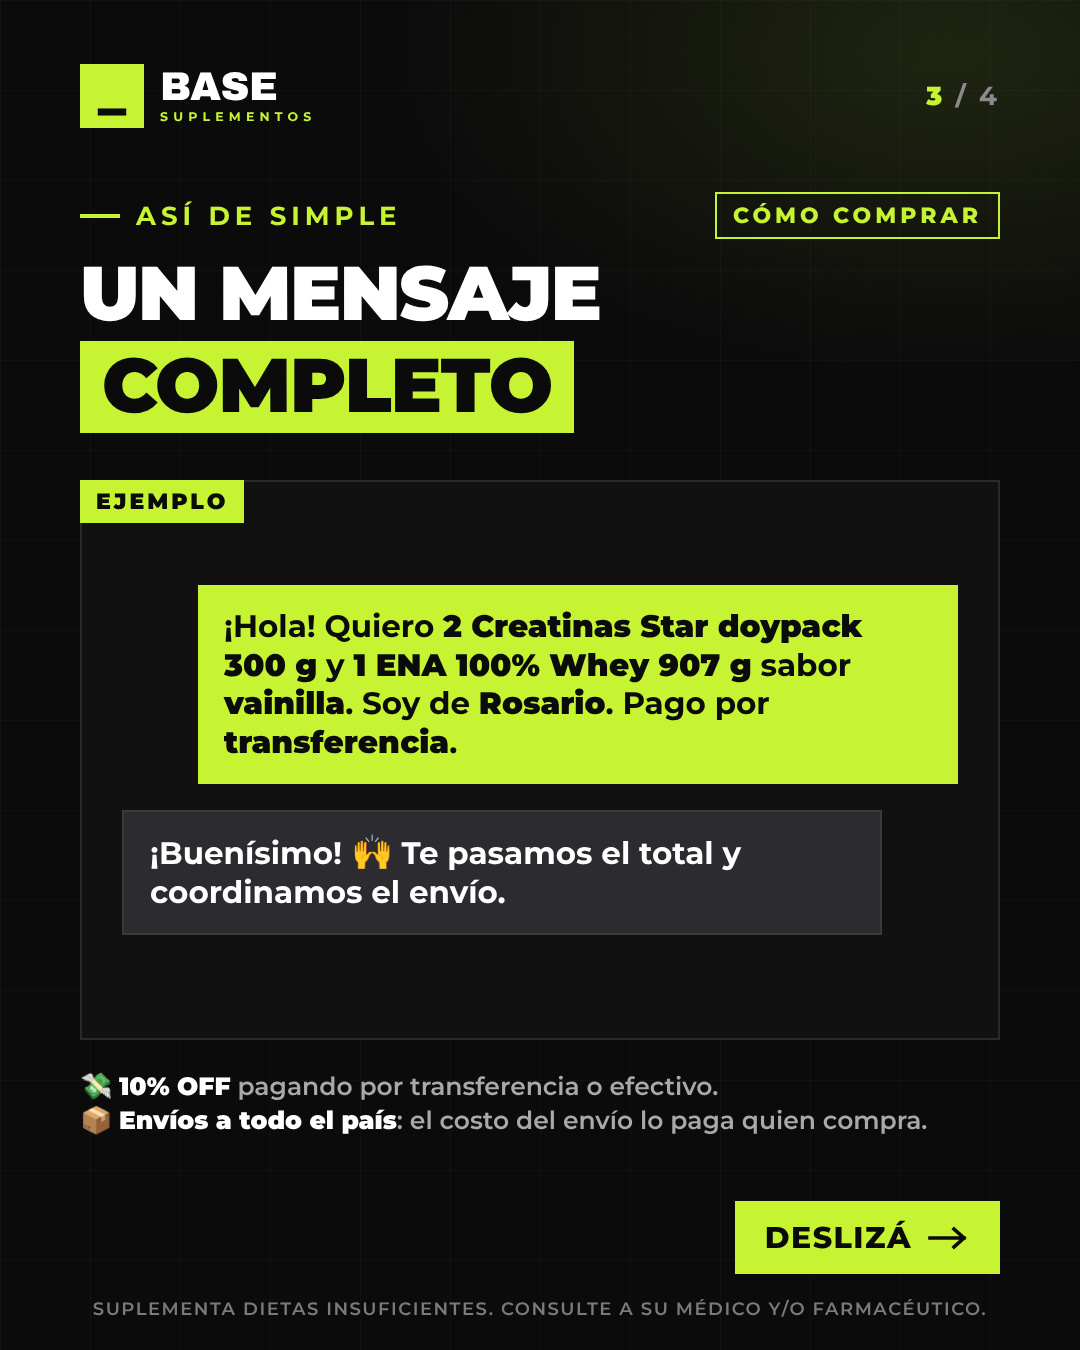 BASE
SUPLEMENTOS
3 / 4
ASÍ DE SIMPLE
CÓMO COMPRAR
UN MENSAJE
COMPLETO
EJEMPLO
¡Hola! Quiero 2 Creatinas Star doypack
300 g y 1 ENA 100% Whey 907 g sabor
vainilla. Soy de Rosario. Pago por
transferencia.
¡Buenísimo! 🙌 Te pasamos el total y
coordinamos el envío.
💸 10% OFF pagando por transferencia o efectivo.
📦 Envíos a todo el país: el costo del envío lo paga quien compra.
DESLIZÁ →
SUPLEMENTA DIETAS INSUFICIENTES. CONSULTE A SU MÉDICO Y/O FARMACÉUTICO.